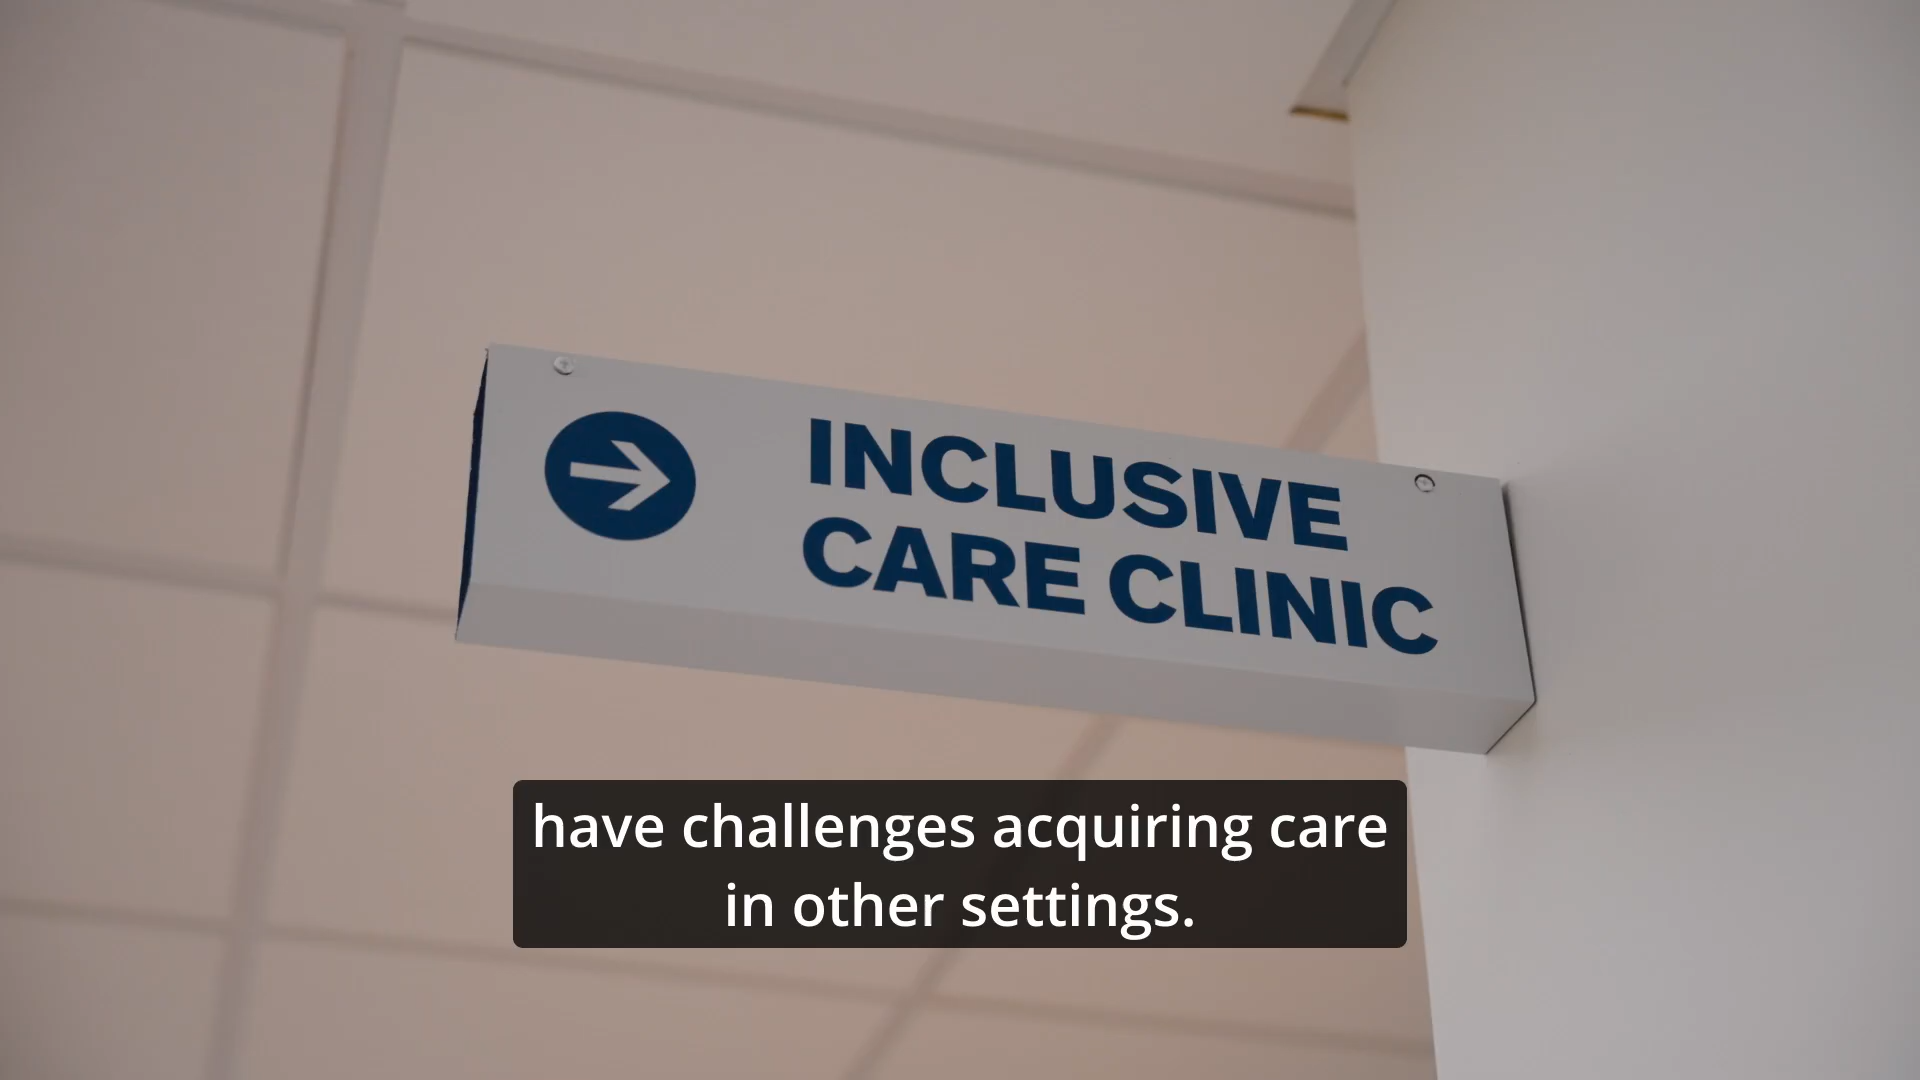 INCLUSIVE
CARE CLINIC
have challenges acquiring care
in other settings.